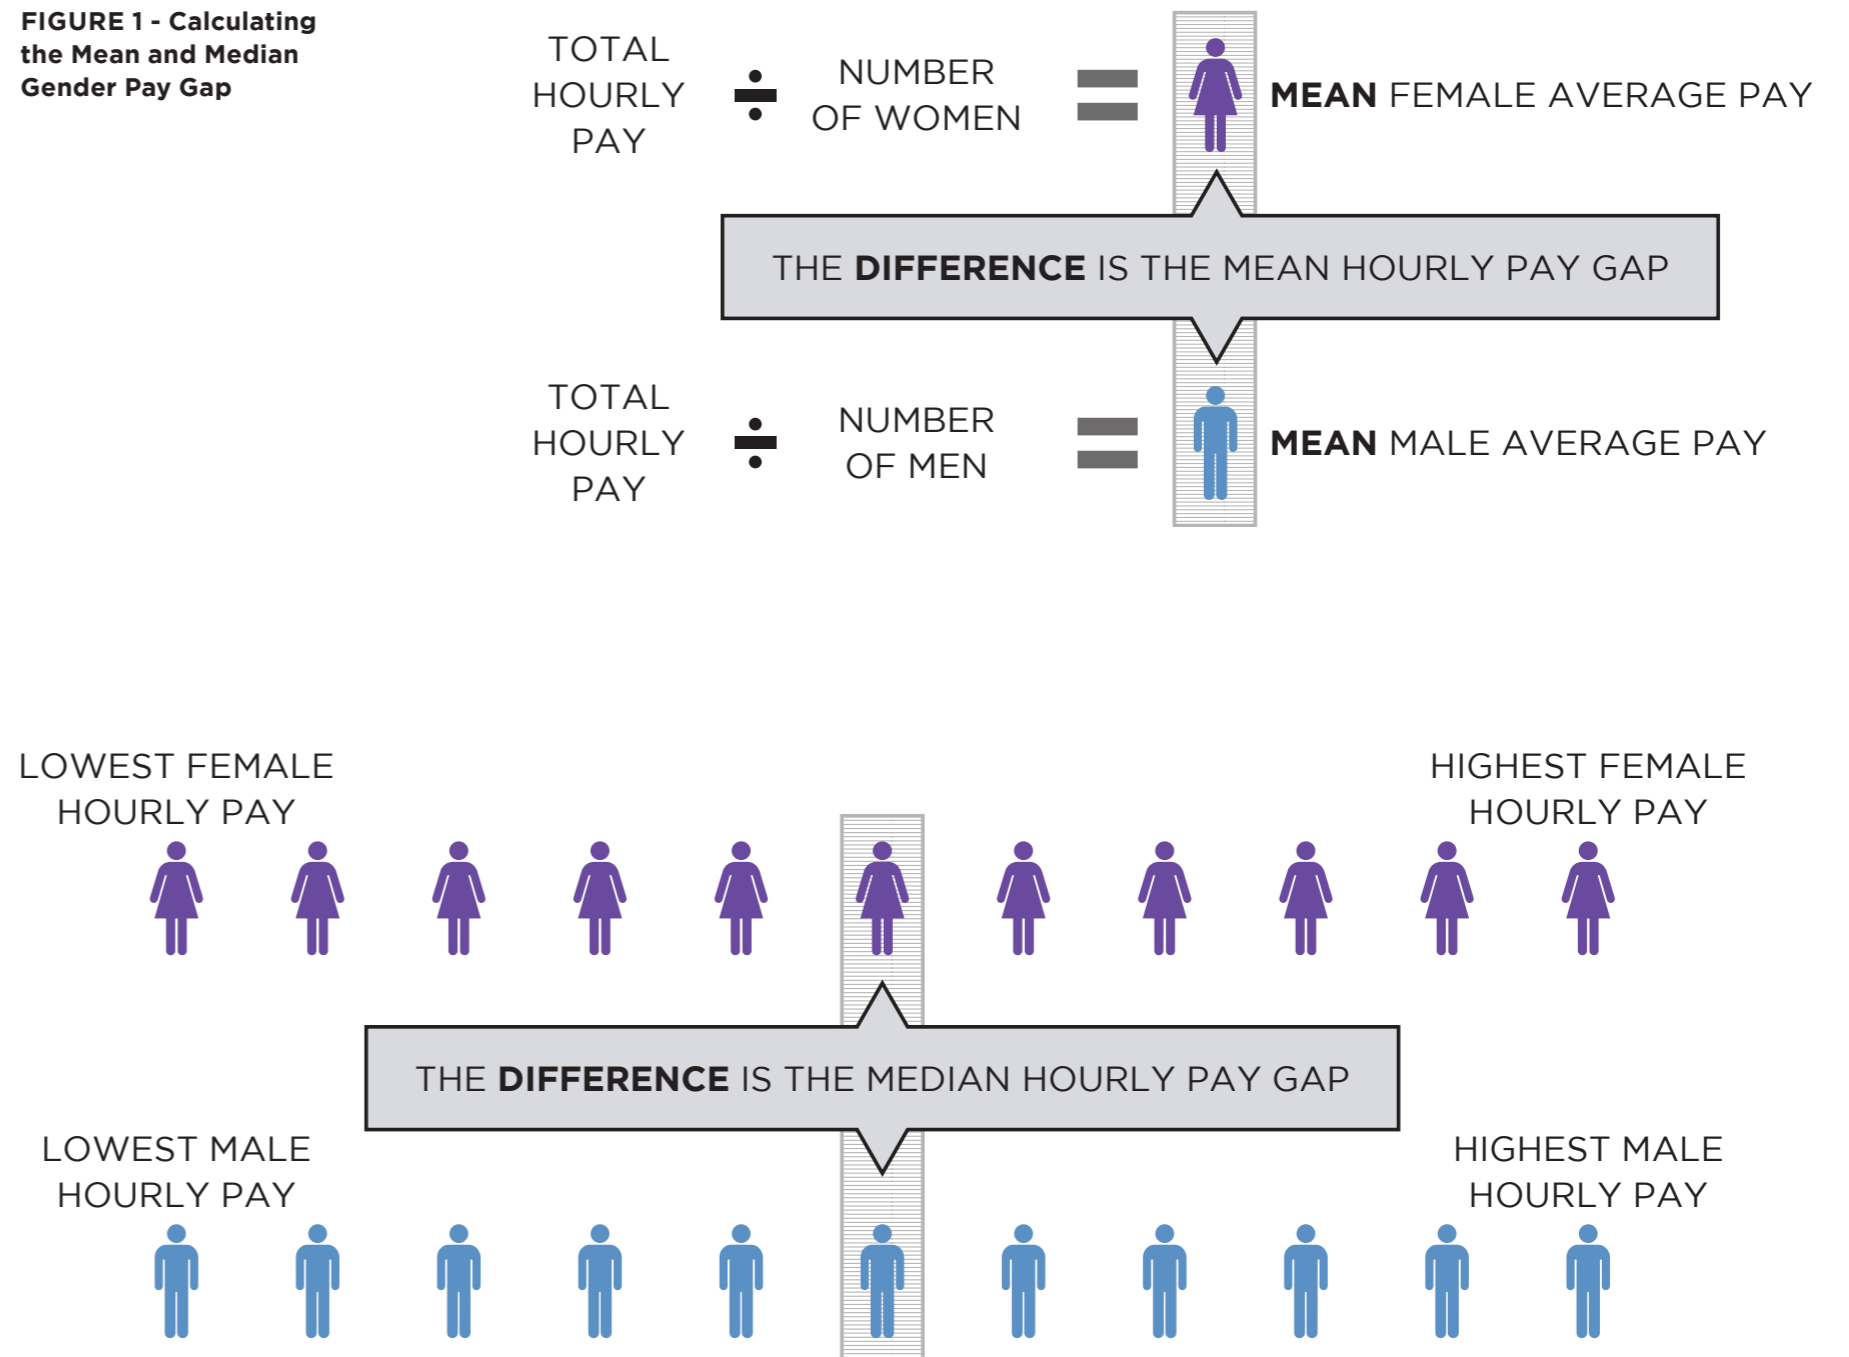 FIGURE 1 - Calculating
the Mean and Median
Gender Pay Gap
TOTAL
HOURLY
PAY
÷
NUMBER
OF WOMEN
=
MEAN FEMALE AVERAGE PAY
THE DIFFERENCE IS THE MEAN HOURLY PAY GAP
TOTAL
HOURLY
PAY
÷
NUMBER
OF MEN
=
MEAN MALE AVERAGE PAY
LOWEST FEMALE
HOURLY PAY
HIGHEST FEMALE
HOURLY PAY
THE DIFFERENCE IS THE MEDIAN HOURLY PAY GAP
LOWEST MALE
HOURLY PAY
HIGHEST MALE
HOURLY PAY